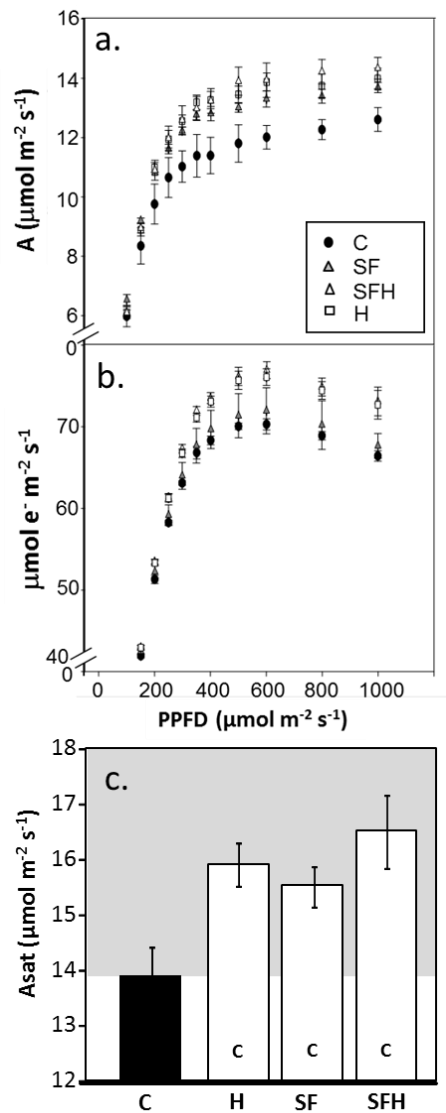 a.
A (μmol m-2 s-1)
16
14
12
10
8
6
0
C
SF
SFH
H
b.
μmol e- m-2 s-1
70
60
50
40
0
0 200 400 600 800 1000
PPFD (μmol m-2 s-1)
c.
Asat (μmol m-2 s-1)
18
17
16
15
14
13
12
c c c
C H SF SFH